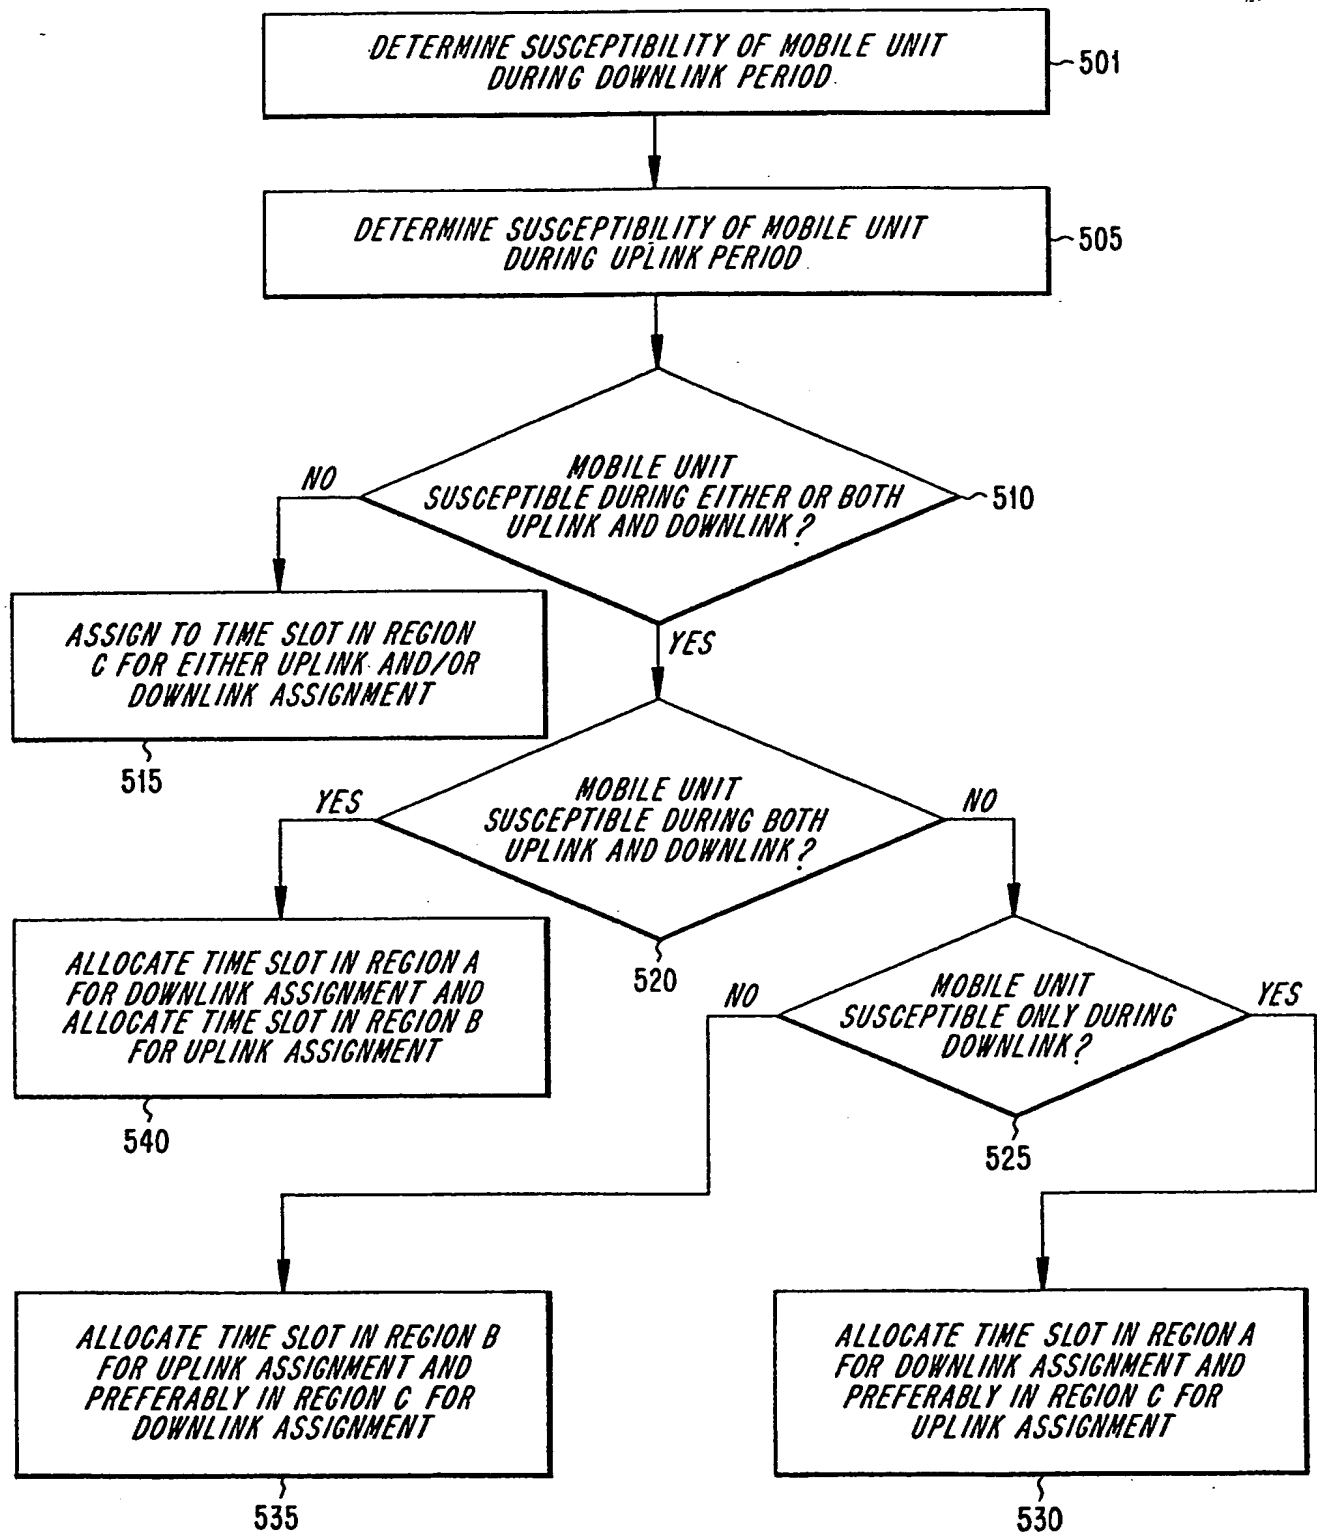 DETERMINE SUSCEPTIBILITY OF MOBILE UNIT
DURING DOWNLINK PERIOD
501
DETERMINE SUSCEPTIBILITY OF MOBILE UNIT
DURING UPLINK PERIOD
505
MOBILE UNIT
SUSCEPTIBLE DURING EITHER OR BOTH
UPLINK AND DOWNLINK?
510
NO
YES
ASSIGN TO TIME SLOT IN REGION
C FOR EITHER UPLINK AND/OR
DOWNLINK ASSIGNMENT
515
MOBILE UNIT
SUSCEPTIBLE DURING BOTH
UPLINK AND DOWNLINK?
520
YES
NO
ALLOCATE TIME SLOT IN REGION A
FOR DOWNLINK ASSIGNMENT AND
ALLOCATE TIME SLOT IN REGION B
FOR UPLINK ASSIGNMENT
540
MOBILE UNIT
SUSCEPTIBLE ONLY DURING
DOWNLINK?
525
NO
YES
ALLOCATE TIME SLOT IN REGION B
FOR UPLINK ASSIGNMENT AND
PREFERABLY IN REGION C FOR
DOWNLINK ASSIGNMENT
535
ALLOCATE TIME SLOT IN REGION A
FOR DOWNLINK ASSIGNMENT AND
PREFERABLY IN REGION C FOR
UPLINK ASSIGNMENT
530